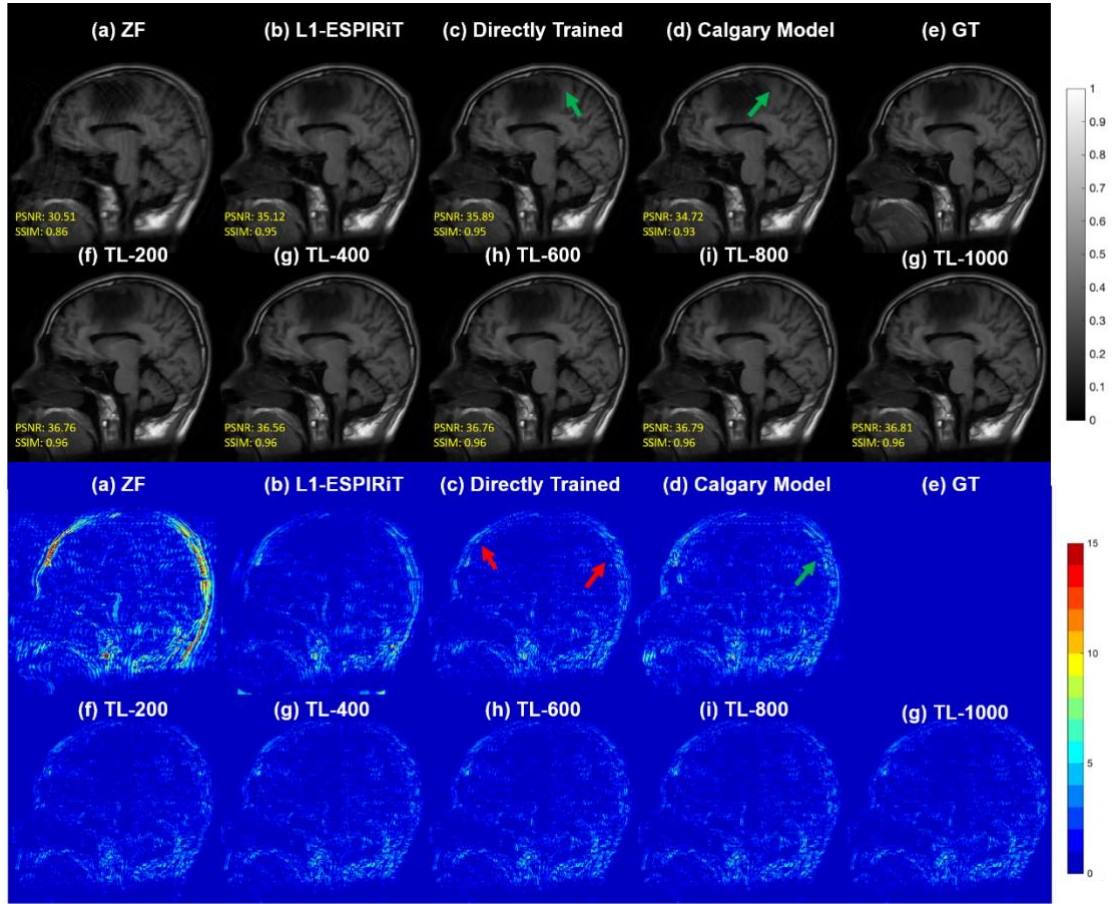 (a) ZF (b) L1-ESPIRiT (c) Directly Trained (d) Calgary Model (e) GT
PSNR: 30.51 PSNR: 35.12 PSNR: 35.89 PSNR: 34.72
SSIM: 0.86 SSIM: 0.95 SSIM: 0.95 SSIM: 0.93
(f) TL-200 (g) TL-400 (h) TL-600 (i) TL-800 (g) TL-1000
PSNR: 36.76 PSNR: 36.56 PSNR: 36.76 PSNR: 36.79 PSNR: 36.81
SSIM: 0.96 SSIM: 0.96 SSIM: 0.96 SSIM: 0.96 SSIM: 0.96
1
0.9
0.8
0.7
0.6
0.5
0.4
0.3
0.2
0.1
0
(a) ZF (b) L1-ESPIRiT (c) Directly Trained (d) Calgary Model (e) GT
(f) TL-200 (g) TL-400 (h) TL-600 (i) TL-800 (g) TL-1000
15
10
5
0